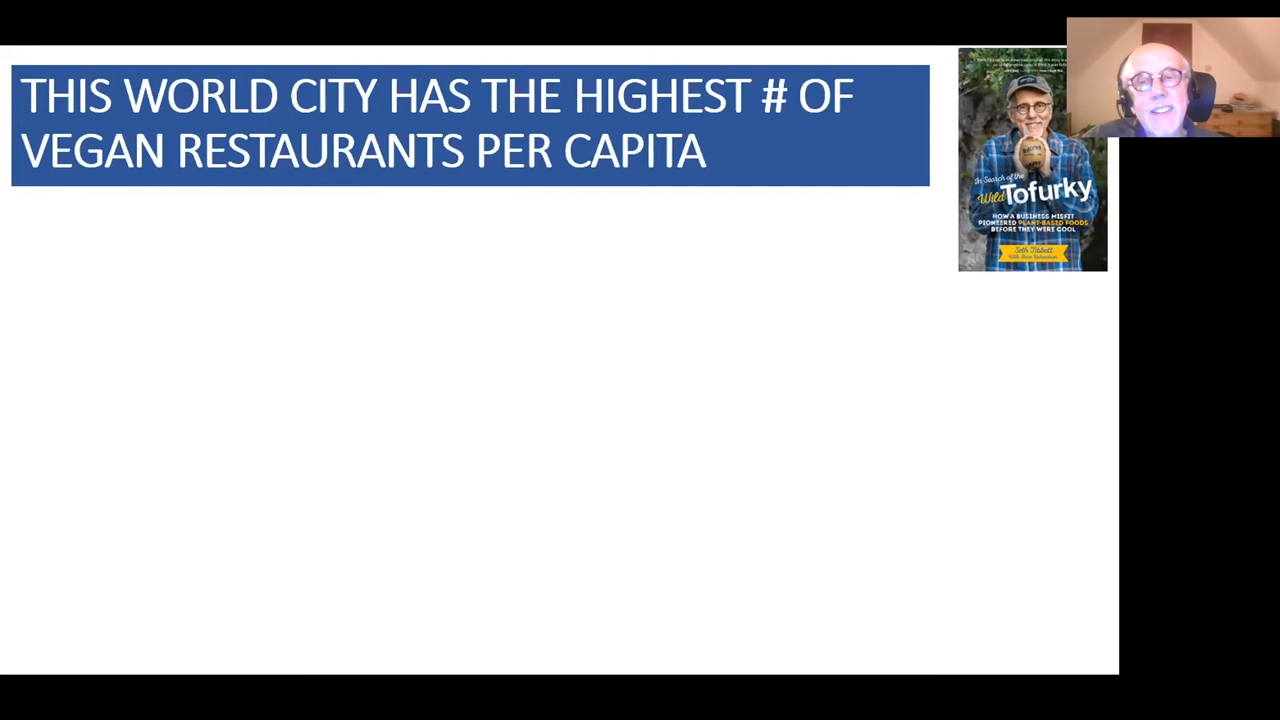 THIS WORLD CITY HAS THE HIGHEST # OF
VEGAN RESTAURANTS PER CAPITA
In Search of the
Wild Tofurky
HOW A BUSINESS MISFIT
PIONEERED PLANT-BASED FOODS
BEFORE THEY WERE COOL
Seth Tibbott